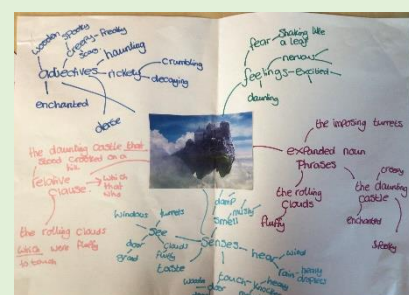 wooden
spooky
creepy-freaky
haunting
adjectives
rickety
crumbling
decaying
enchanted
dense
fear
shaking like
a leaf
nervous
feelings-excited
daunting
the imposing turrets
expanded noun
Phrases
the rolling
clouds
fluffy
creepy
the daunting
castle
enchanted
spooky
the daunting castle that
stood crooked on a
relative
clause
which
that
who
the rolling clouds
which were fluffy
to touch
windows
turrets
see
door
grand
clouds
fluffy
taste
damp
musty
smell
senses
hear
wind
rain
heavy
touch
wooden
door